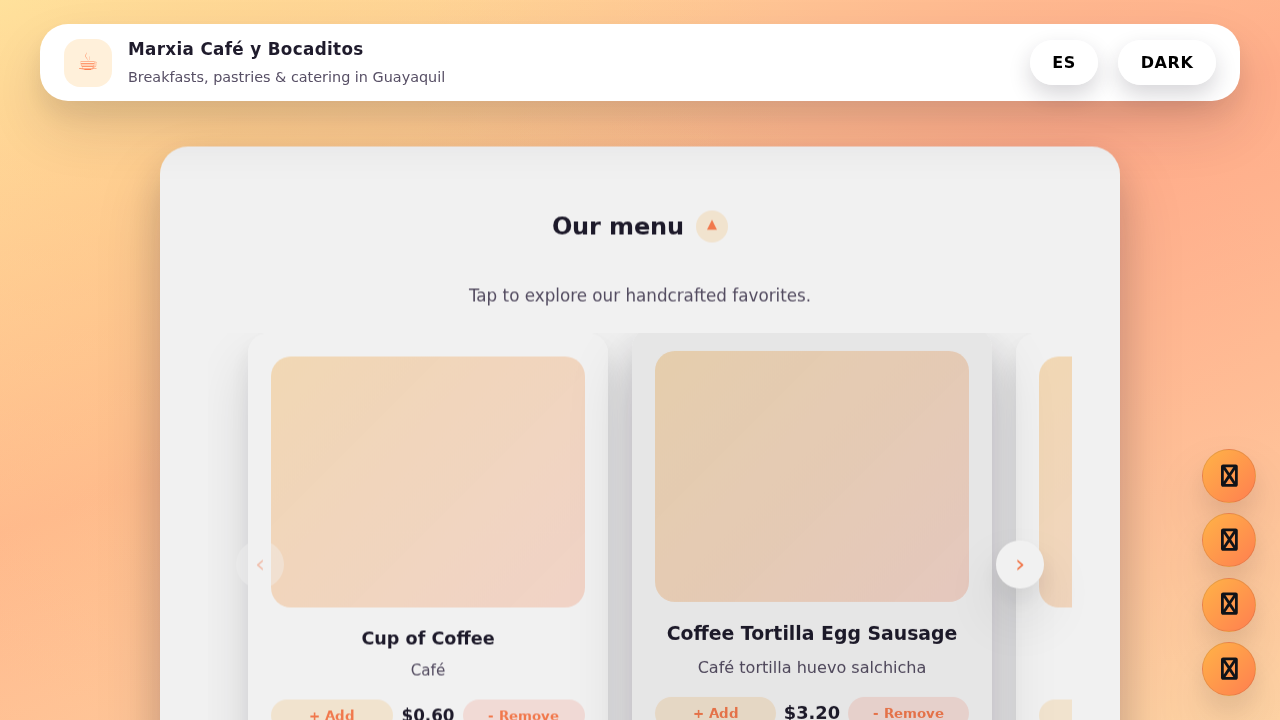 Marxia Café y Bocaditos
Breakfasts, pastries & catering in Guayaquil
ES
DARK
Our menu
Tap to explore our handcrafted favorites.
Cup of Coffee
Café
+ Add
$0.60
- Remove
Coffee Tortilla Egg Sausage
Café tortilla huevo salchicha
+ Add
$3.20
- Remove